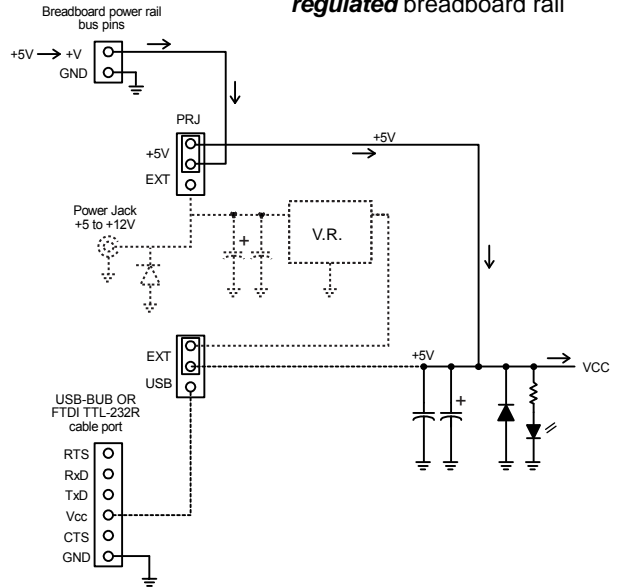 regulated breadboard rail
Breadboard power rail
bus pins
+5V +V
GND
PRJ
+5V
+5V
EXT
Power Jack
+5 to +12V
+
V.R.
EXT
+5V
VCC
USB
+
USB-BUB OR
FTDI TTL-232R
cable port
RTS
RxD
TxD
Vcc
CTS
GND